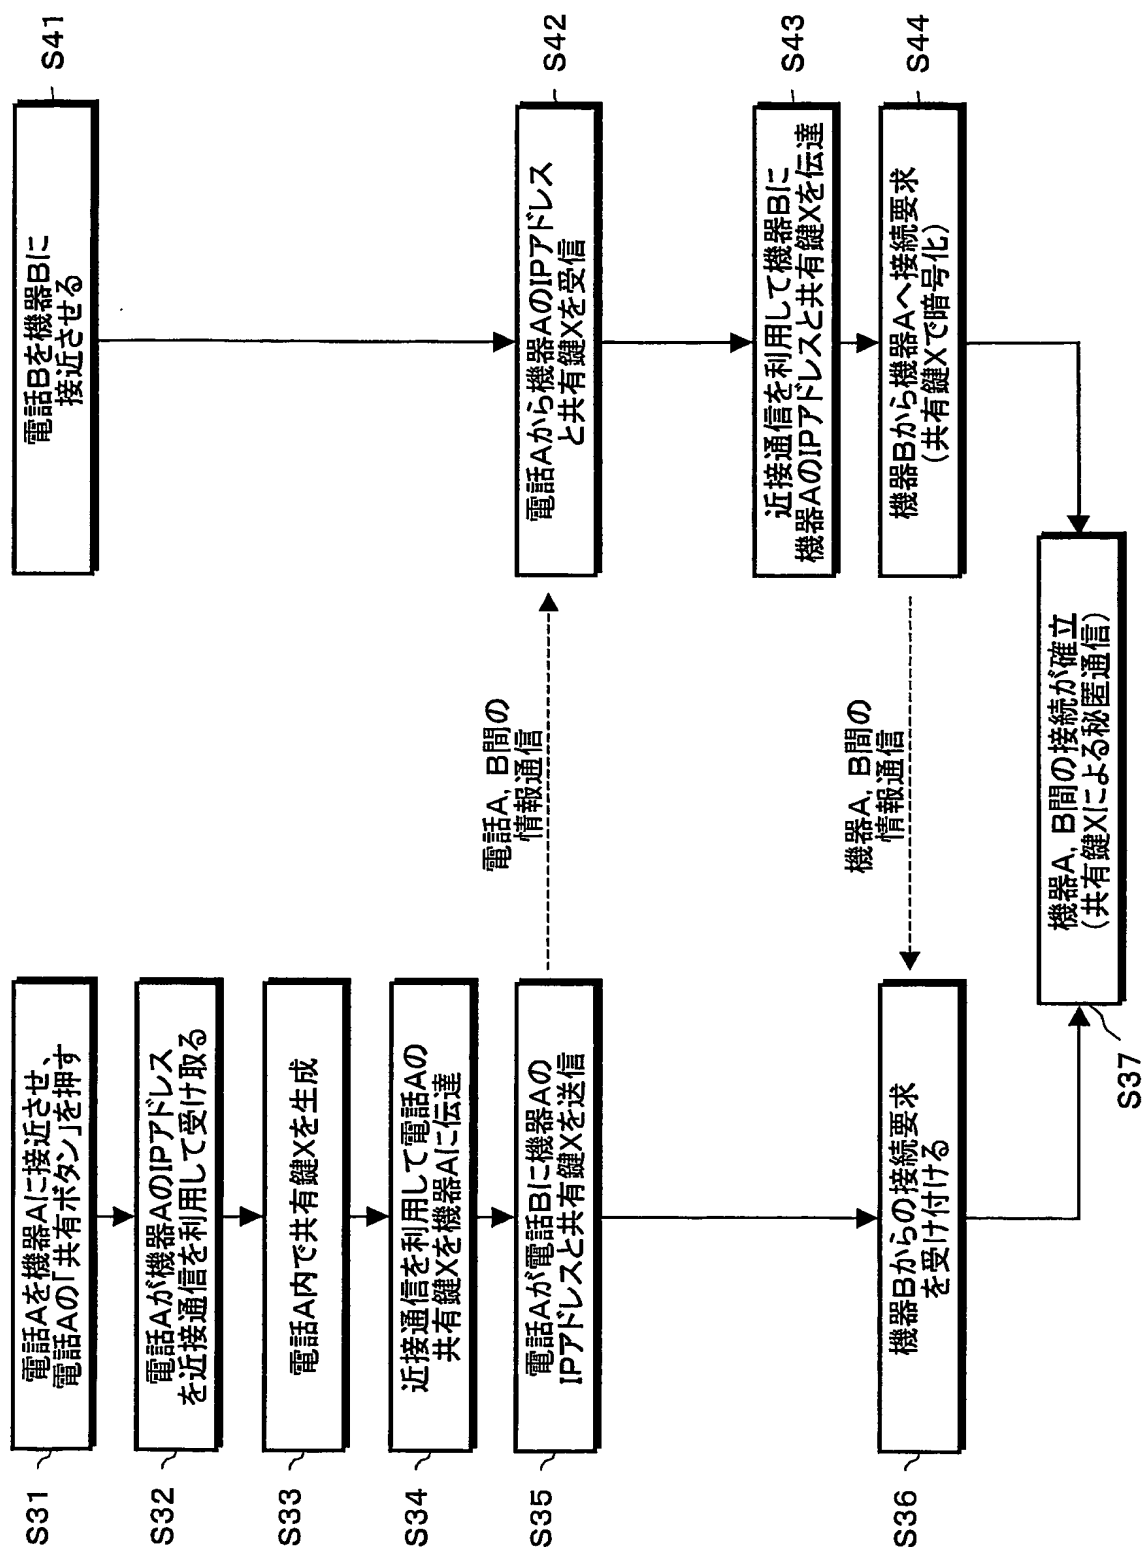 S31
電話Aを機器Aに接近させ、
電話Aの「共有ボタン」を押す
S32
電話Aが機器AのIPアドレス
を近接通信を利用して受け取る
S33
電話A内で共有鍵Xを生成
S34
近接通信を利用して電話Aの
共有鍵Xを機器Aに伝達
S35
電話Aが電話Bに機器Aの
IPアドレスと共有鍵Xを送信
S36
機器Bからの接続要求
を受け付ける
電話A, B間の
情報通信
機器A, B間の
情報通信
S41
電話Bを機器Bに
接近させる
S42
電話Aから機器AのIPアドレス
と共有鍵Xを受信
S43
近接通信を利用して機器Bに
機器AのIPアドレスと共有鍵Xを伝達
S44
機器Bから機器Aへ接続要求
(共有鍵Xで暗号化)
S37
機器A, B間の接続が確立
(共有鍵Xによる秘匿通信)